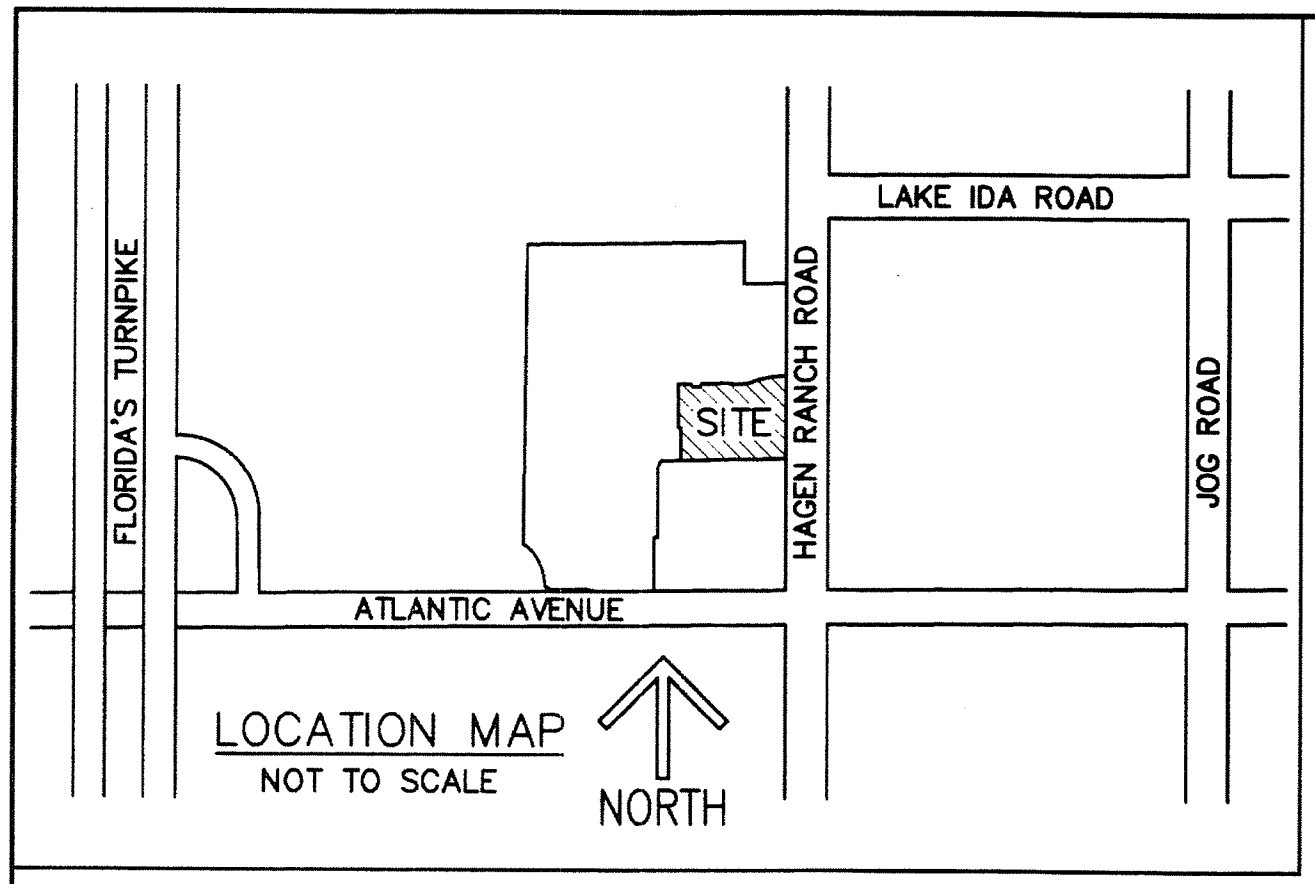 LAKE IDA ROAD
FLORIDA'S TURNPIKE
HAGEN RANCH ROAD
SITE
JOG ROAD
ATLANTIC AVENUE
LOCATION MAP
NOT TO SCALE
NORTH